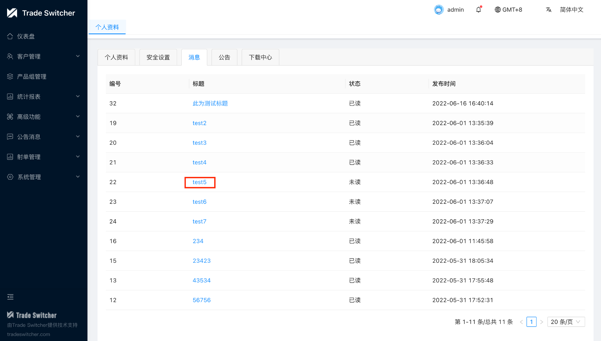 Trade Switcher
admin
GMT+8
简体中文
个人资料
仪表盘
客户管理
产品组管理
统计报表
高级功能
公告消息
射单管理
系统管理
个人资料 安全设置 消息 公告 下载中心
编号 标题 状态 发布时间
32 此为测试标题 已读 2022-06-16 16:40:14
19 test2 已读 2022-06-01 13:35:39
20 test3 已读 2022-06-01 13:36:04
21 test4 已读 2022-06-01 13:36:33
22 test5 未读 2022-06-01 13:36:48
23 test6 未读 2022-06-01 13:37:07
24 test7 未读 2022-06-01 13:37:29
16 234 已读 2022-06-01 11:45:58
15 23423 已读 2022-05-31 18:05:34
13 43534 已读 2022-05-31 17:55:48
12 56756 已读 2022-05-31 17:52:31
第 1-11 条/总共 11 条 1 20 条/页
Trade Switcher
由Trade Switcher提供技术支持
tradeswitcher.com